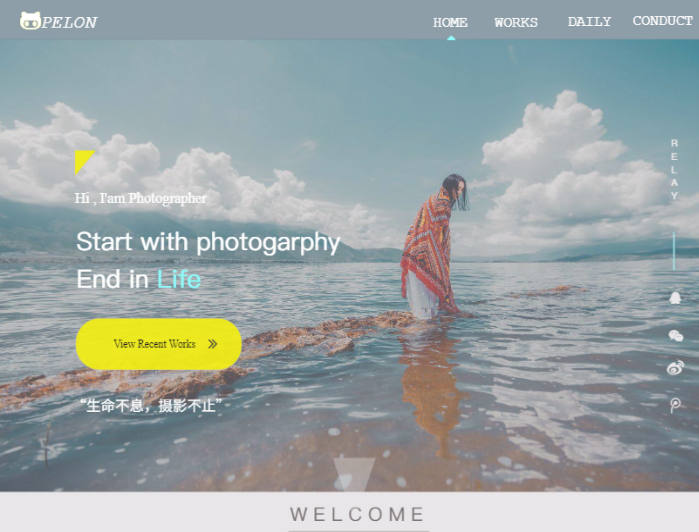 PELON
HOME WORKS DAILY CONDUCT
RELAY
Hi , I'am Photographer
Start with photogarphy
End in Life
View Recent Works
“生命不息，摄影不止”
WELCOME